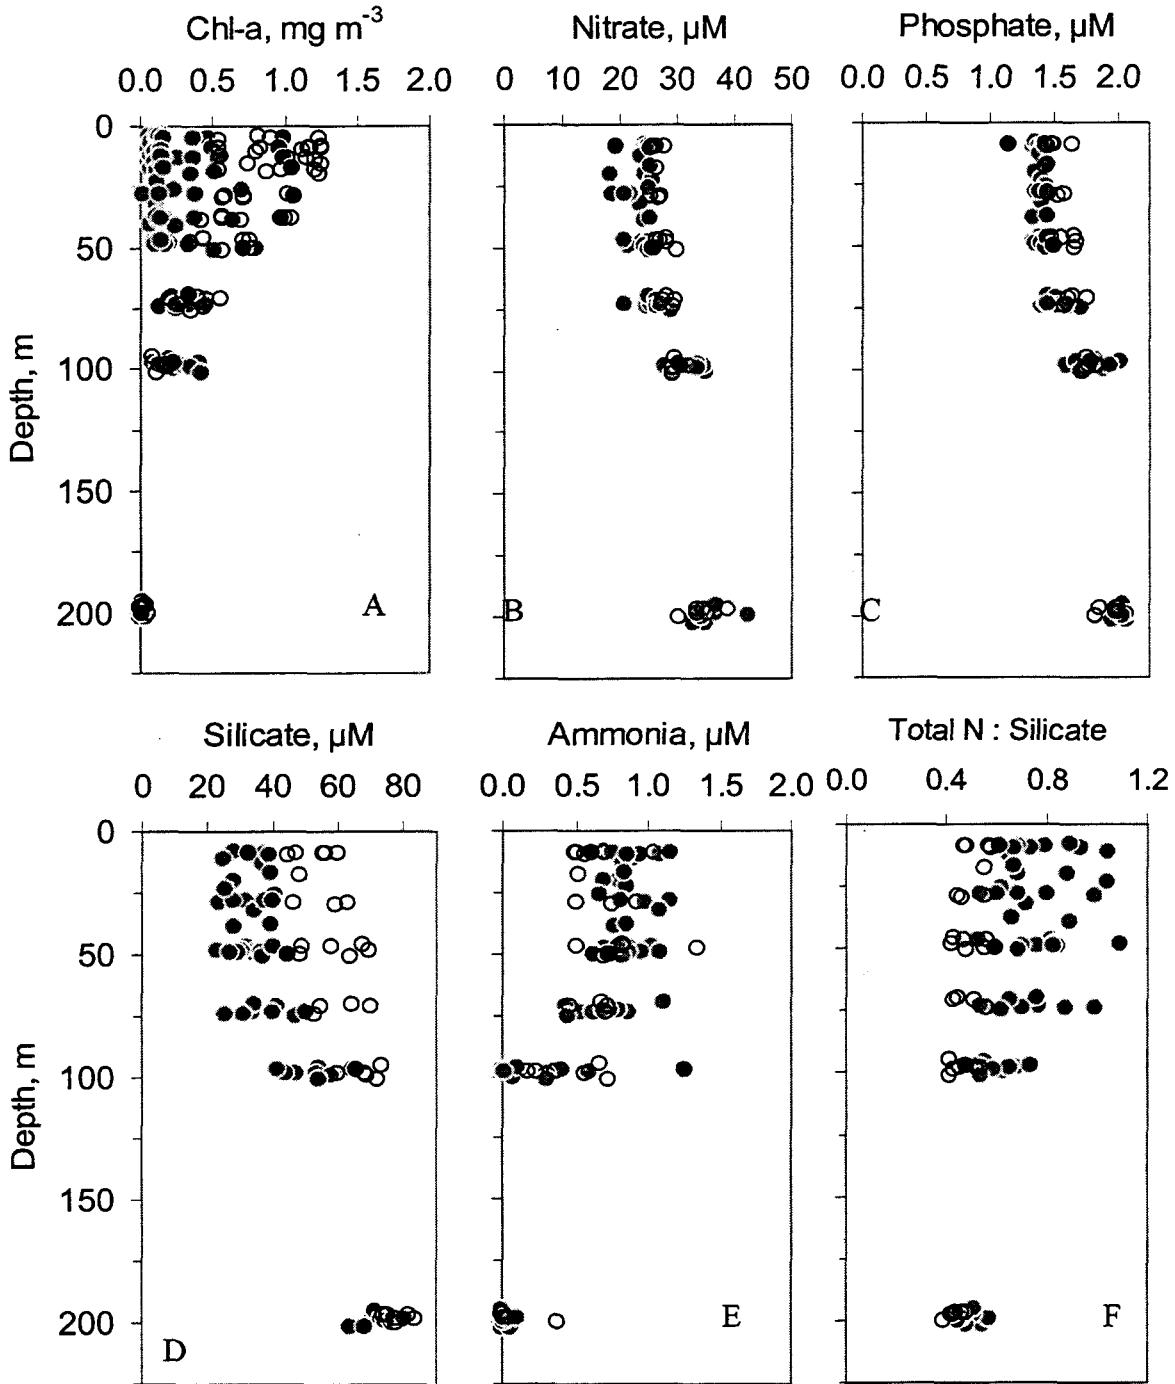 Chl-a, mg m-3 Nitrate, µM Phosphate, µM
0.0 0.5 1.0 1.5 2.0 0 10 20 30 40 50 0.0 0.5 1.0 1.5 2.0
0
50
100
150
200
Depth, m
A B C
Silicate, µM Ammonia, µM Total N : Silicate
0 20 40 60 80 0.0 0.5 1.0 1.5 2.0 0.0 0.4 0.8 1.2
0
50
100
150
200
Depth, m
D E F